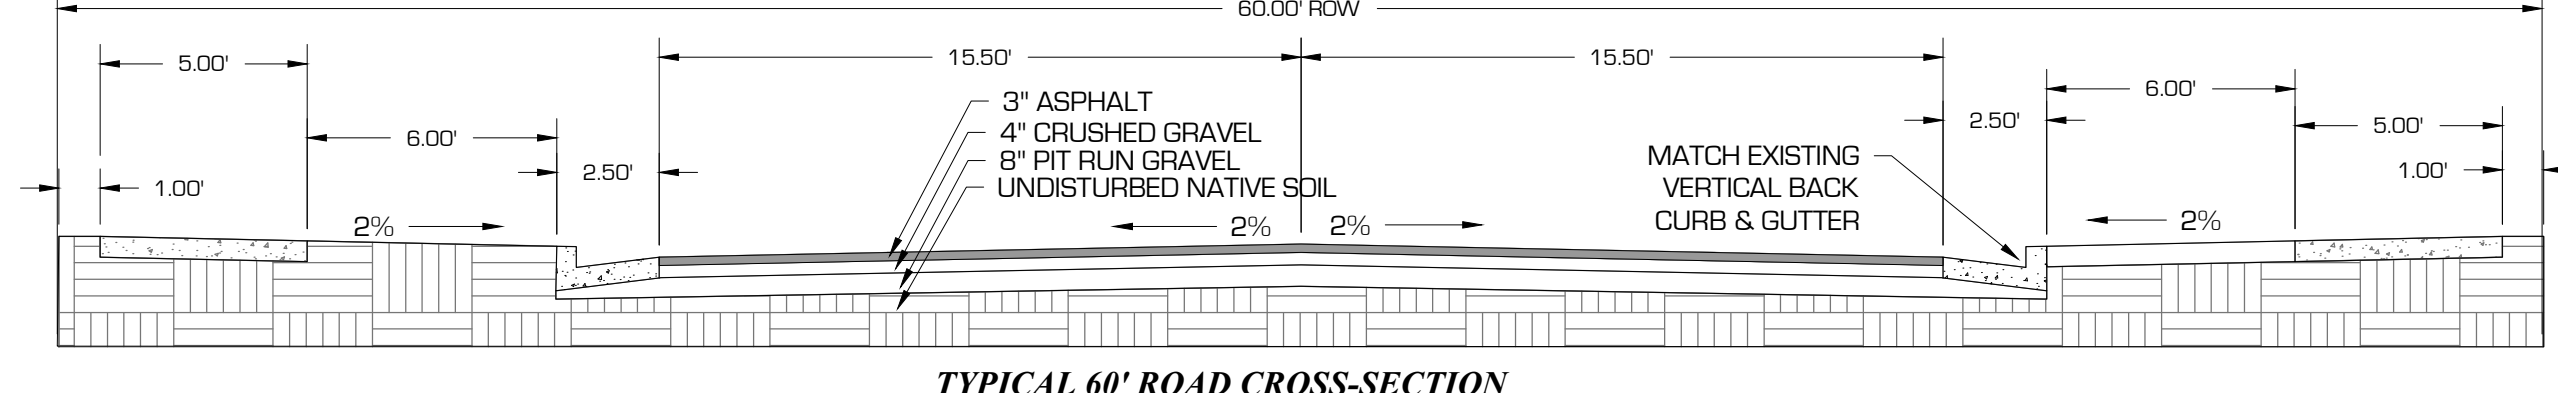 60.00' ROW
5.00'
15.50'
15.50'
6.00'
3" ASPHALT
4" CRUSHED GRAVEL
8" PIT RUN GRAVEL
UNDISTURBED NATIVE SOIL
2.50'
5.00'
6.00'
2.50'
MATCH EXISTING
VERTICAL BACK
CURB & GUTTER
1.00'
1.00'
2%
2%
2%
2%
TYPICAL 60' ROAD CROSS-SECTION